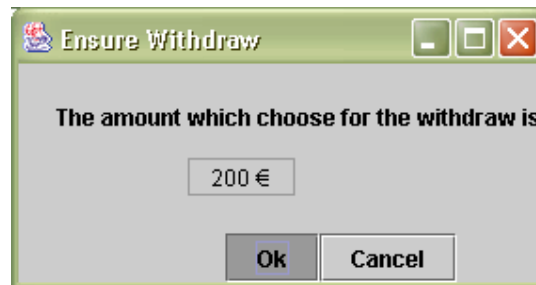 Ensure Withdraw
The amount which choose for the withdraw is
200 €
Ok Cancel